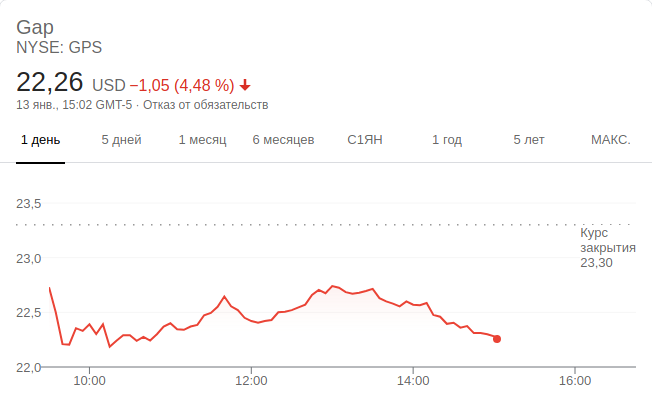 Gap
NYSE: GPS
22,26 USD −1,05 (4,48 %)
13 янв., 15:02 GMT-5 · Отказ от обязательств
1 день 5 дней 1 месяц 6 месяцев С1ЯН 1 год 5 лет МАКС.
23,5
Курс
закрытия
23,30
23,0
22,5
22,0
10:00 12:00 14:00 16:00